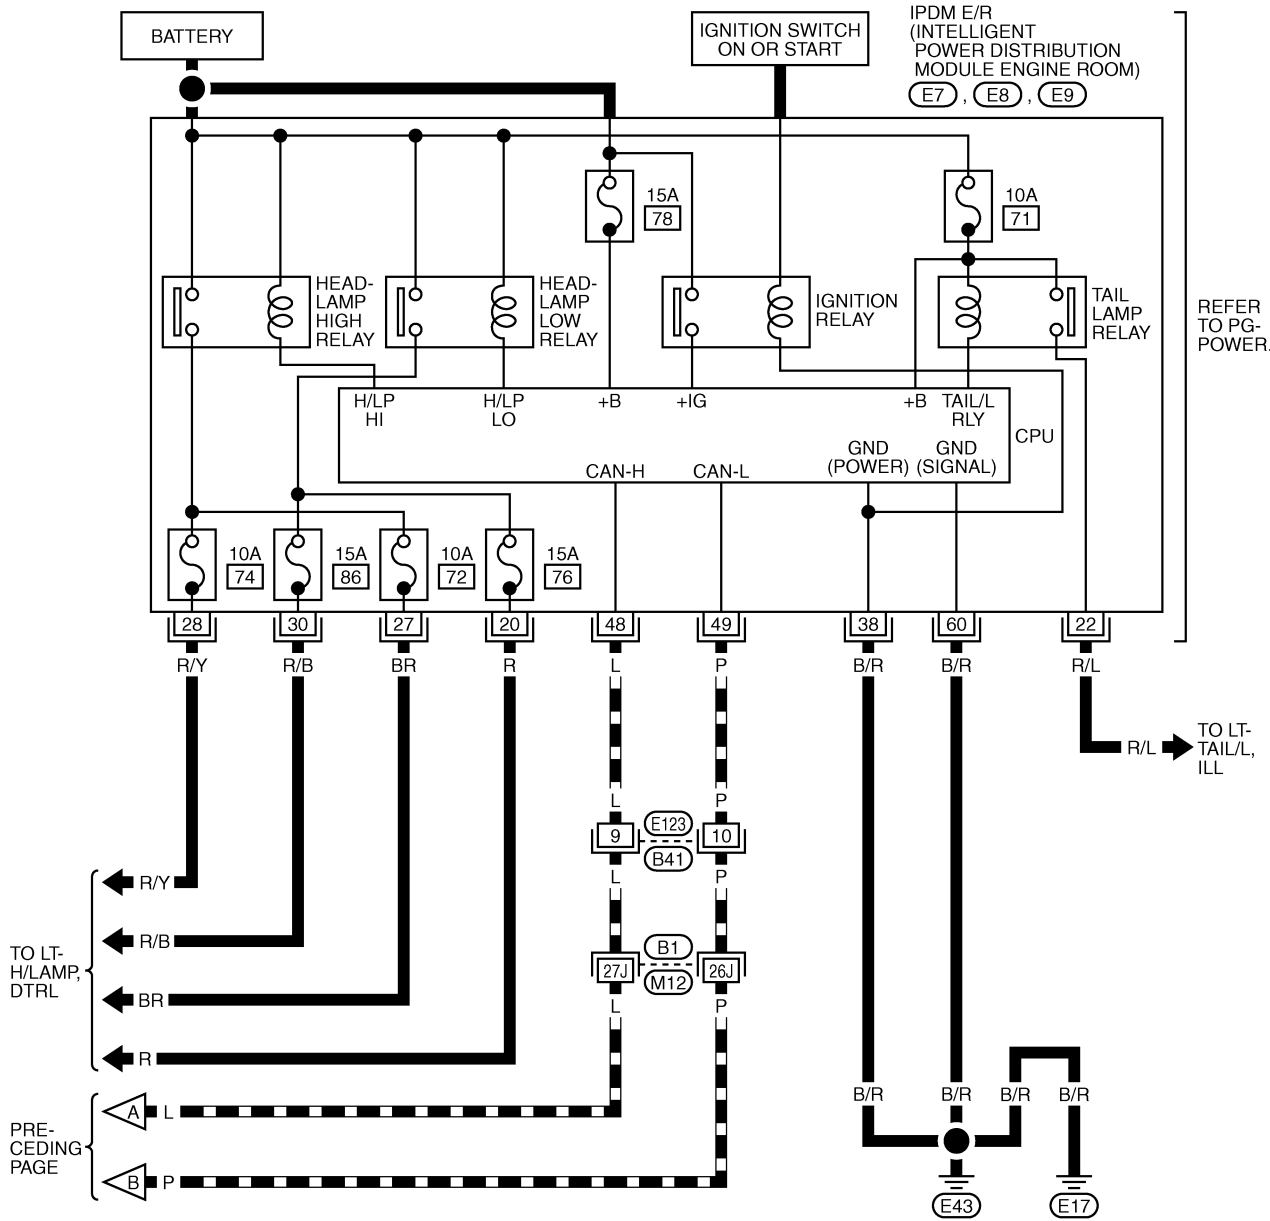 BATTERY
IGNITION SWITCH
ON OR START
IPDM E/R
(INTELLIGENT
POWER DISTRIBUTION
MODULE ENGINE ROOM)
E7 , E8 , E9
15A
78
10A
71
HEAD-
LAMP
HIGH
RELAY
HEAD-
LAMP
LOW
RELAY
IGNITION
RELAY
TAIL
LAMP
RELAY
REFER
TO PG-
POWER.
H/LP
HI
H/LP
LO
+B
+IG
+B
TAIL/L
RLY
CPU
CAN-H
CAN-L
GND
(POWER)
GND
(SIGNAL)
10A
74
15A
86
10A
72
15A
76
28
30
27
20
48
49
38
60
22
R/Y
R/B
BR
R
L
P
B/R
B/R
R/L
R/L
TO LT-
TAIL/L,
ILL
L
P
9
E123
B41
10
L
P
27J
B1
M12
26J
L
P
TO LT-
H/LAMP,
DTRL
R/Y
R/B
BR
R
PRE-
CEDING
PAGE
A
L
B
P
B/R
B/R
B/R
B/R
E43
E17